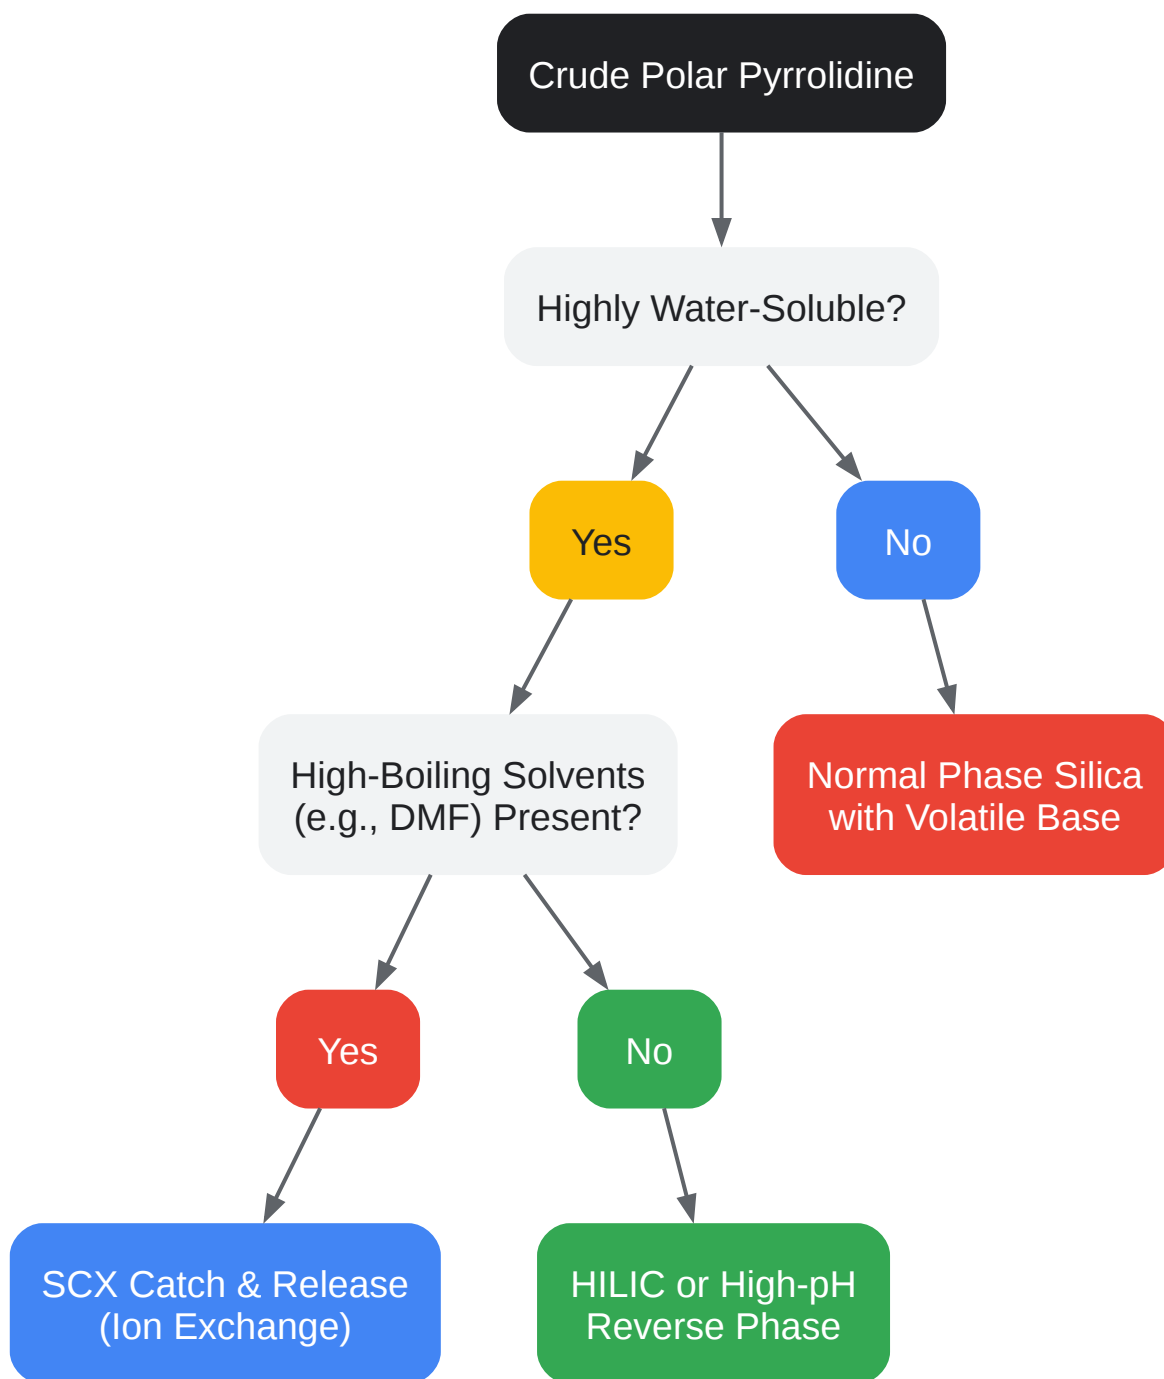 Crude Polar Pyrrolidine
Highly Water-Soluble?
Yes
No
High-Boiling Solvents
(e.g., DMF) Present?
Normal Phase Silica
with Volatile Base
Yes
No
SCX Catch & Release
(Ion Exchange)
HILIC or High-pH
Reverse Phase